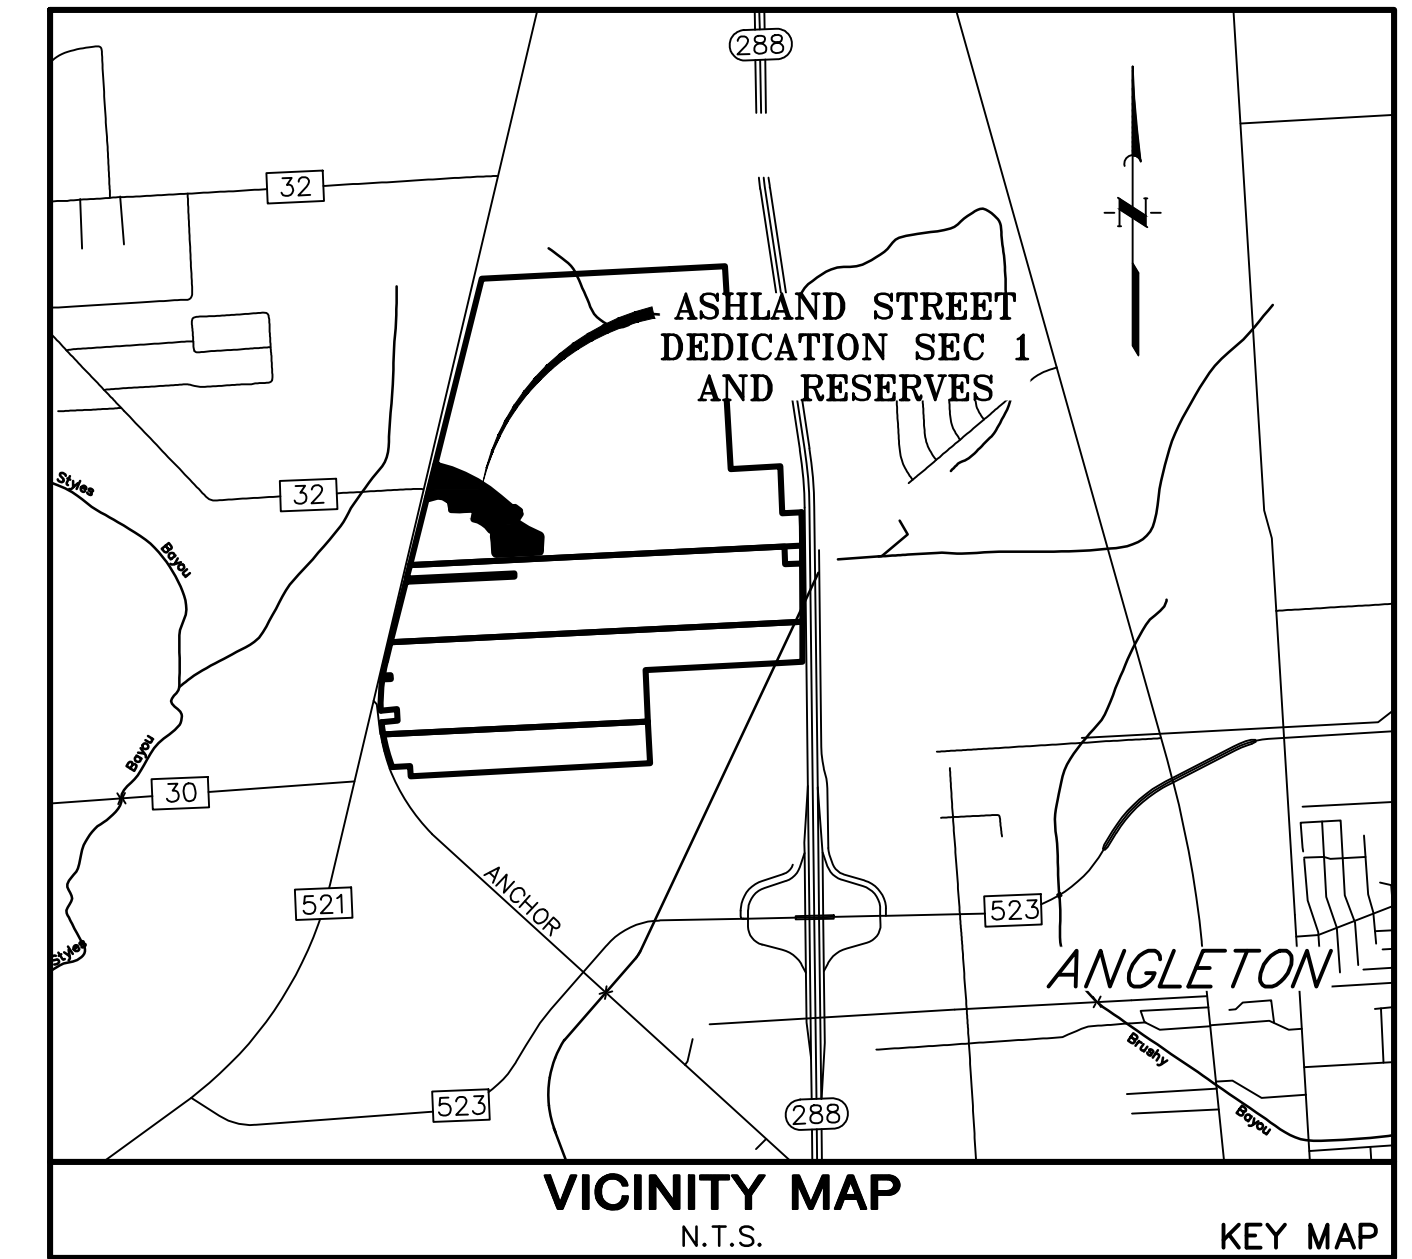 288
32
N
ASHLAND STREET
DEDICATION SEC 1
AND RESERVES
Styles
32
Bayou
Bayou
30
ANCHOR
521
523
Styles
ANGLETON
Brushy
523
288
Bayou
VICINITY MAP
N.T.S.
KEY MAP